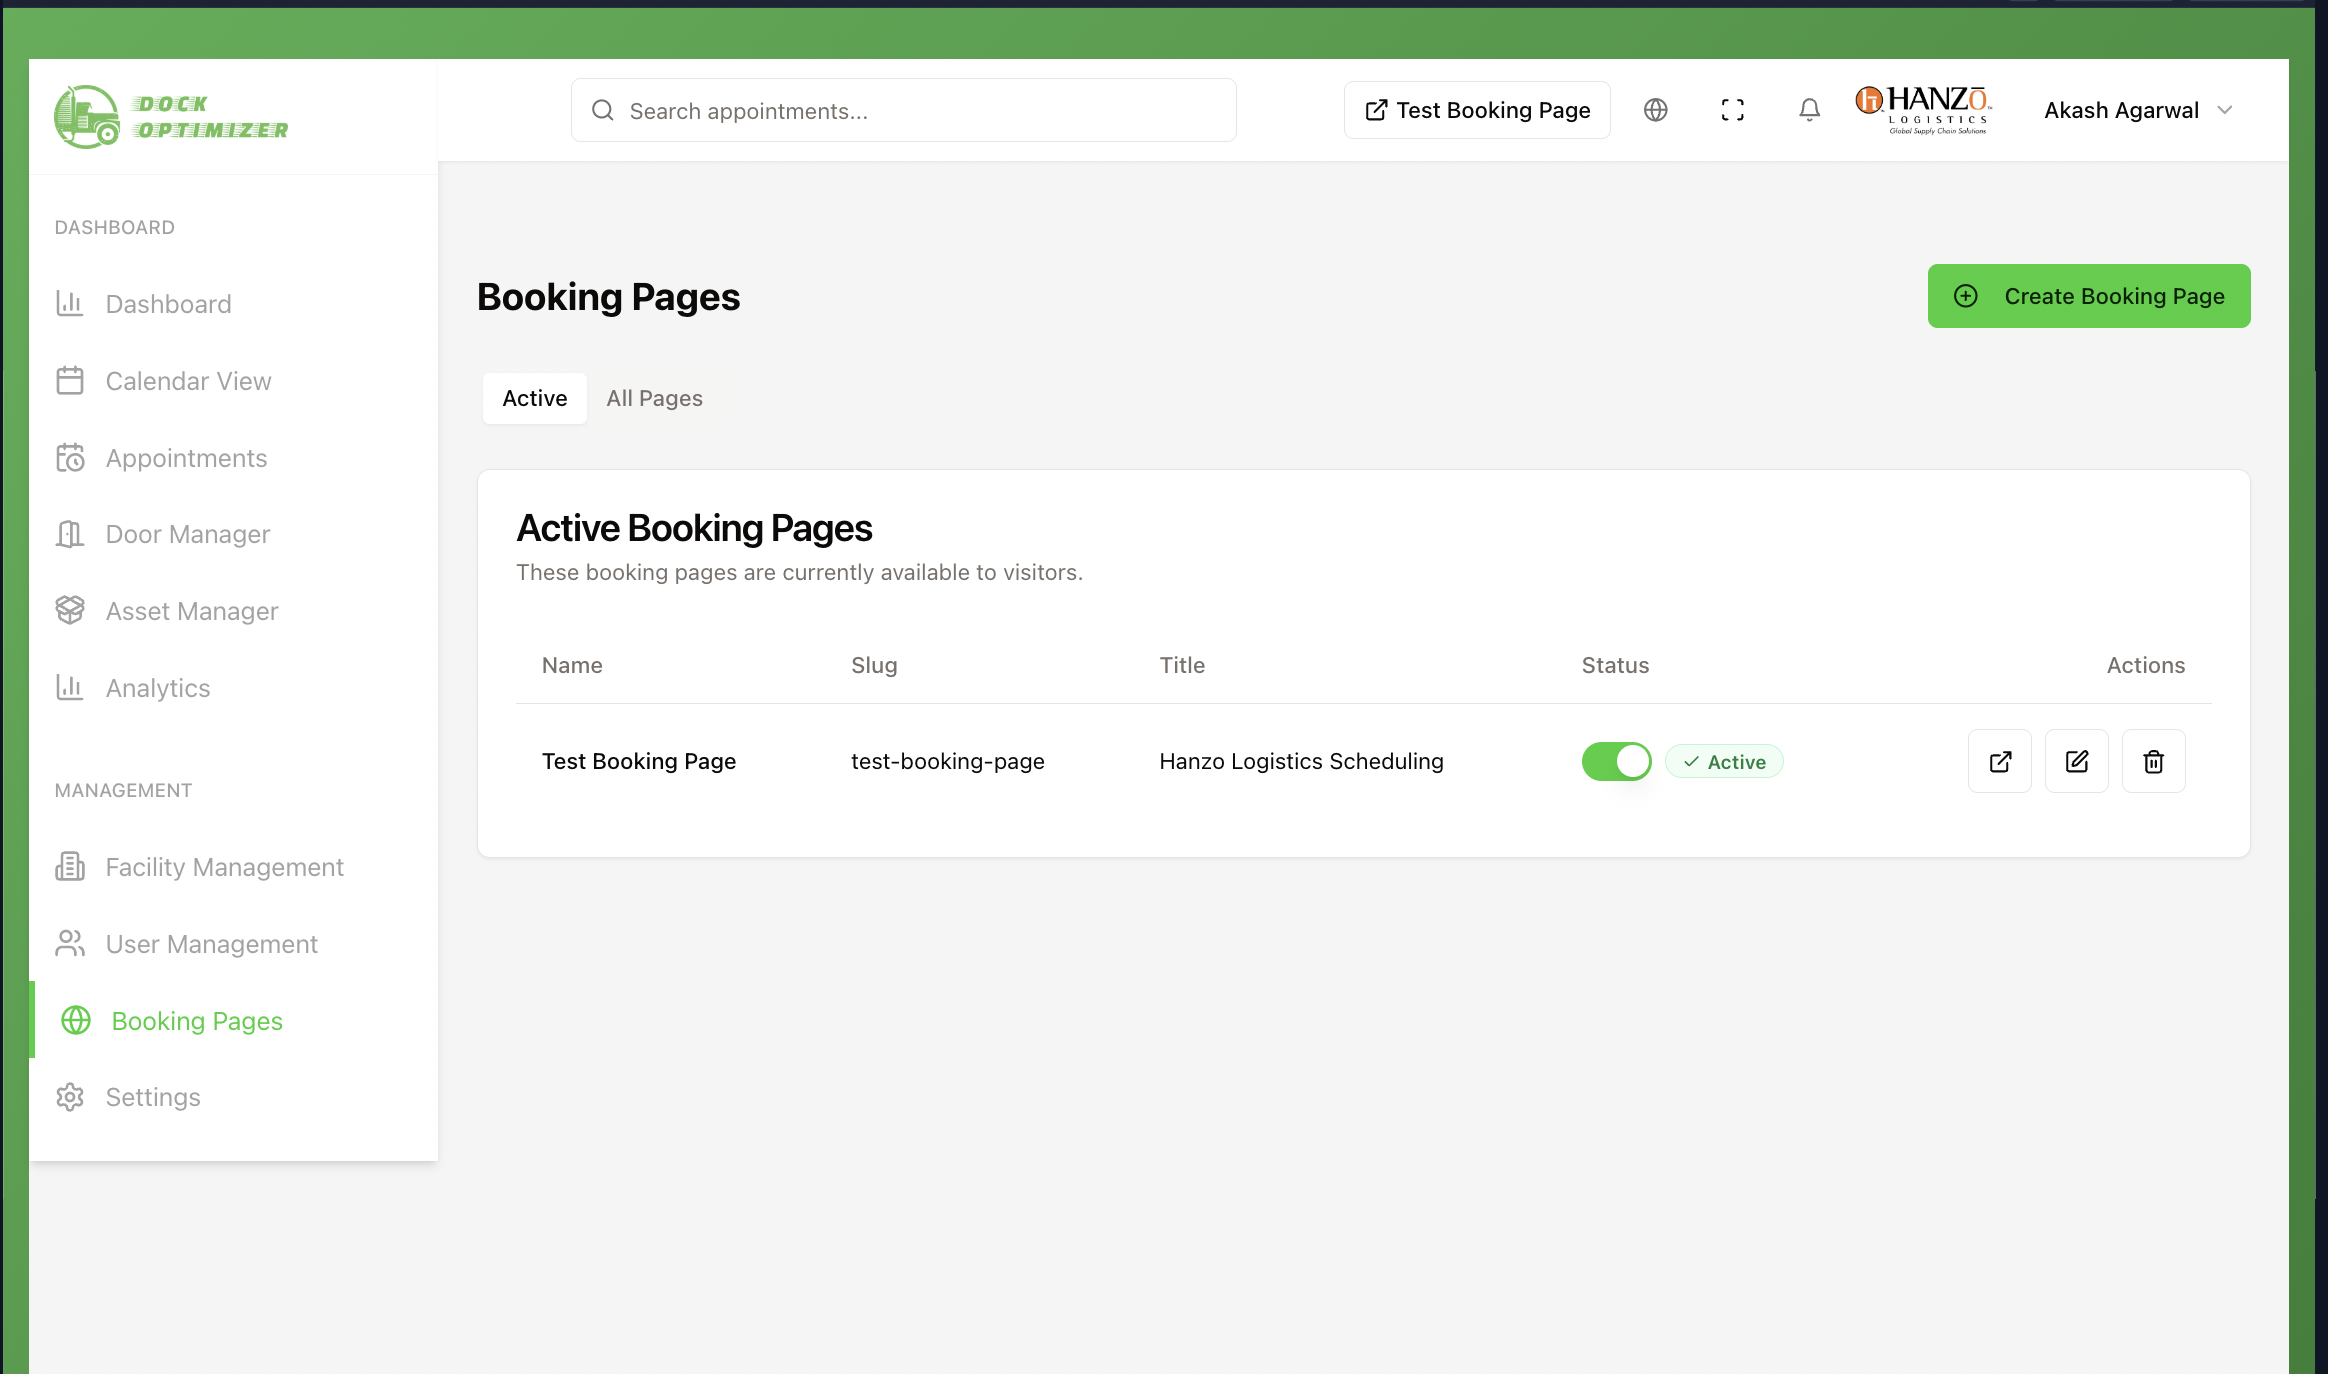 DOCK
OPTIMIZER
Search appointments...
Test Booking Page
HANZO
LOGISTICS
Global Supply Chain Solutions
Akash Agarwal
DASHBOARD
Dashboard
Calendar View
Appointments
Door Manager
Asset Manager
Analytics
MANAGEMENT
Facility Management
User Management
Booking Pages
Settings
Booking Pages
Create Booking Page
Active
All Pages
Active Booking Pages
These booking pages are currently available to visitors.
Name Slug Title Status Actions
Test Booking Page test-booking-page Hanzo Logistics Scheduling Active